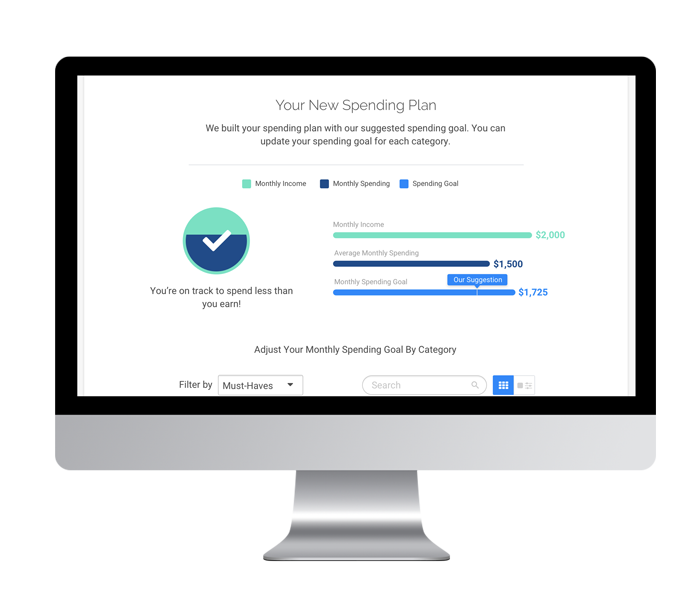 Your New Spending Plan
We built your spending plan with our suggested spending goal. You can
update your spending goal for each category.
Monthly Income
Monthly Spending
Spending Goal
Monthly Income
$2,000
Average Monthly Spending
$1,500
Monthly Spending Goal
Our Suggestion
$1,725
You're on track to spend less than
you earn!
Adjust Your Monthly Spending Goal By Category
Filter by
Must-Haves
Search